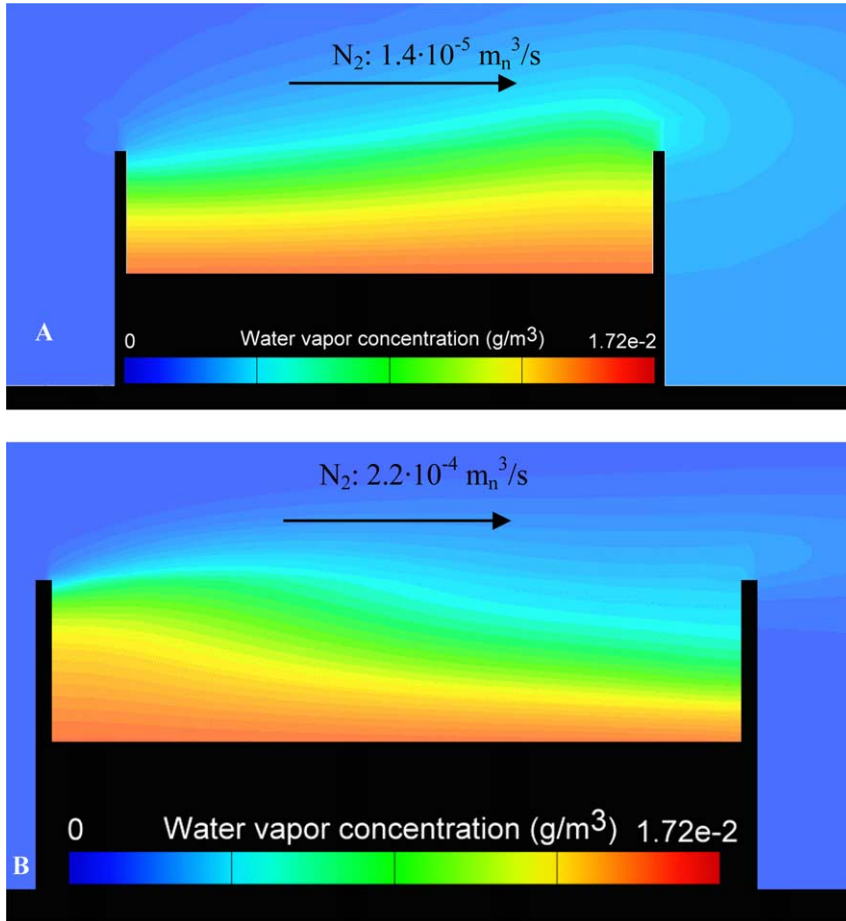 N₂: 1.4·10⁻⁵ mₙ³/s
A
0 Water vapor concentration (g/m³) 1.72e-2
N₂: 2.2·10⁻⁴ mₙ³/s
0 Water vapor concentration (g/m³) 1.72e-2
B